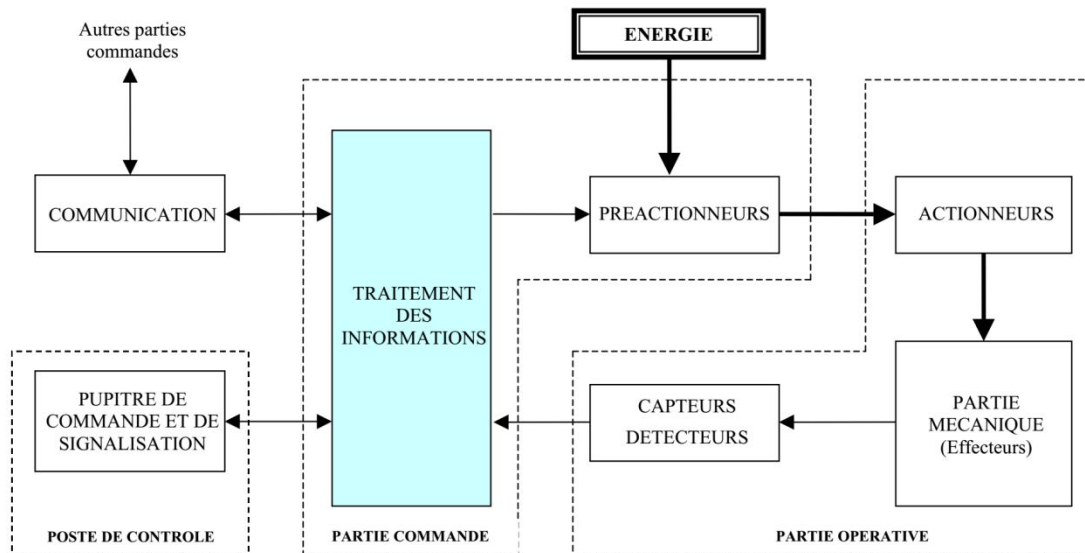 Autres parties
commandes
ENERGIE
COMMUNICATION
PREACTIONNEURS
ACTIONNEURS
TRAITEMENT
DES
INFORMATIONS
PUPITRE DE
COMMANDE ET DE
SIGNALISATION
CAPTEURS
DETECTEURS
PARTIE
MECANIQUE
(Effecteurs)
POSTE DE CONTROLE
PARTIE COMMANDE
PARTIE OPERATIVE